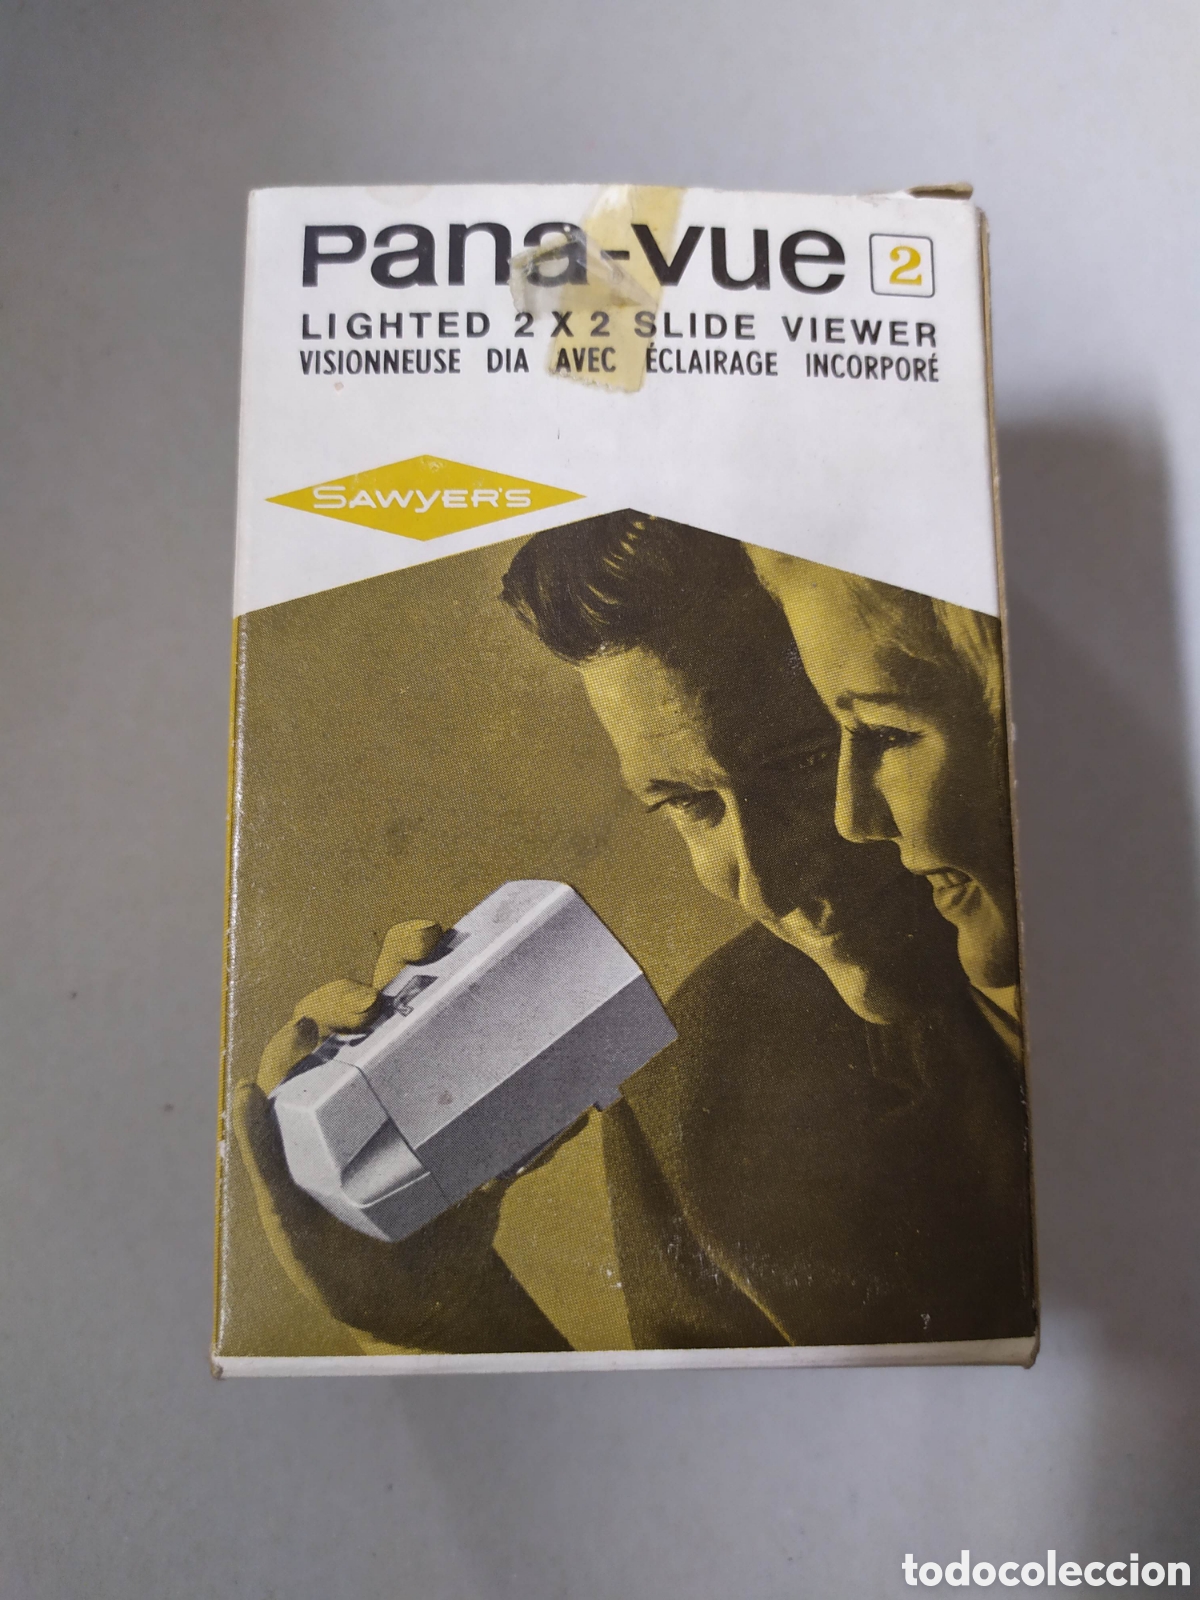 Pana-Vue 2
LIGHTED 2 X 2 SLIDE VIEWER
VISIONNEUSE DIA AVEC ÉCLAIRAGE INCORPORÉ
SAWYER'S
todocoleccion